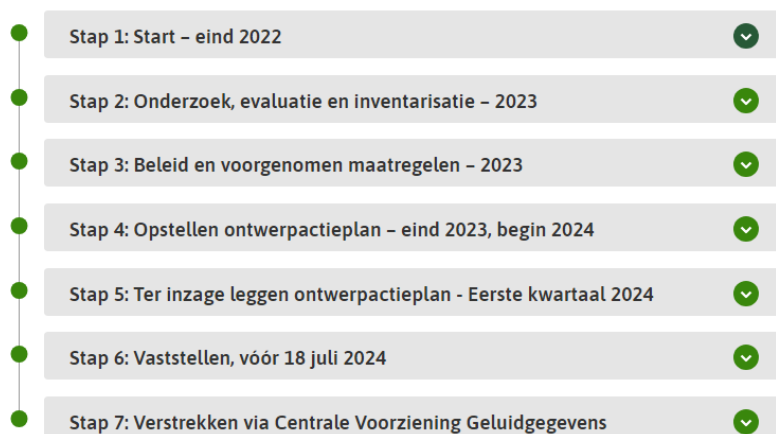 Stap 1: Start – eind 2022
Stap 2: Onderzoek, evaluatie en inventarisatie – 2023
Stap 3: Beleid en voorgenomen maatregelen – 2023
Stap 4: Opstellen ontwerpactieplan – eind 2023, begin 2024
Stap 5: Ter inzage leggen ontwerpactieplan - Eerste kwartaal 2024
Stap 6: Vaststellen, vóór 18 juli 2024
Stap 7: Verstrekken via Centrale Voorziening Geluidgegevens